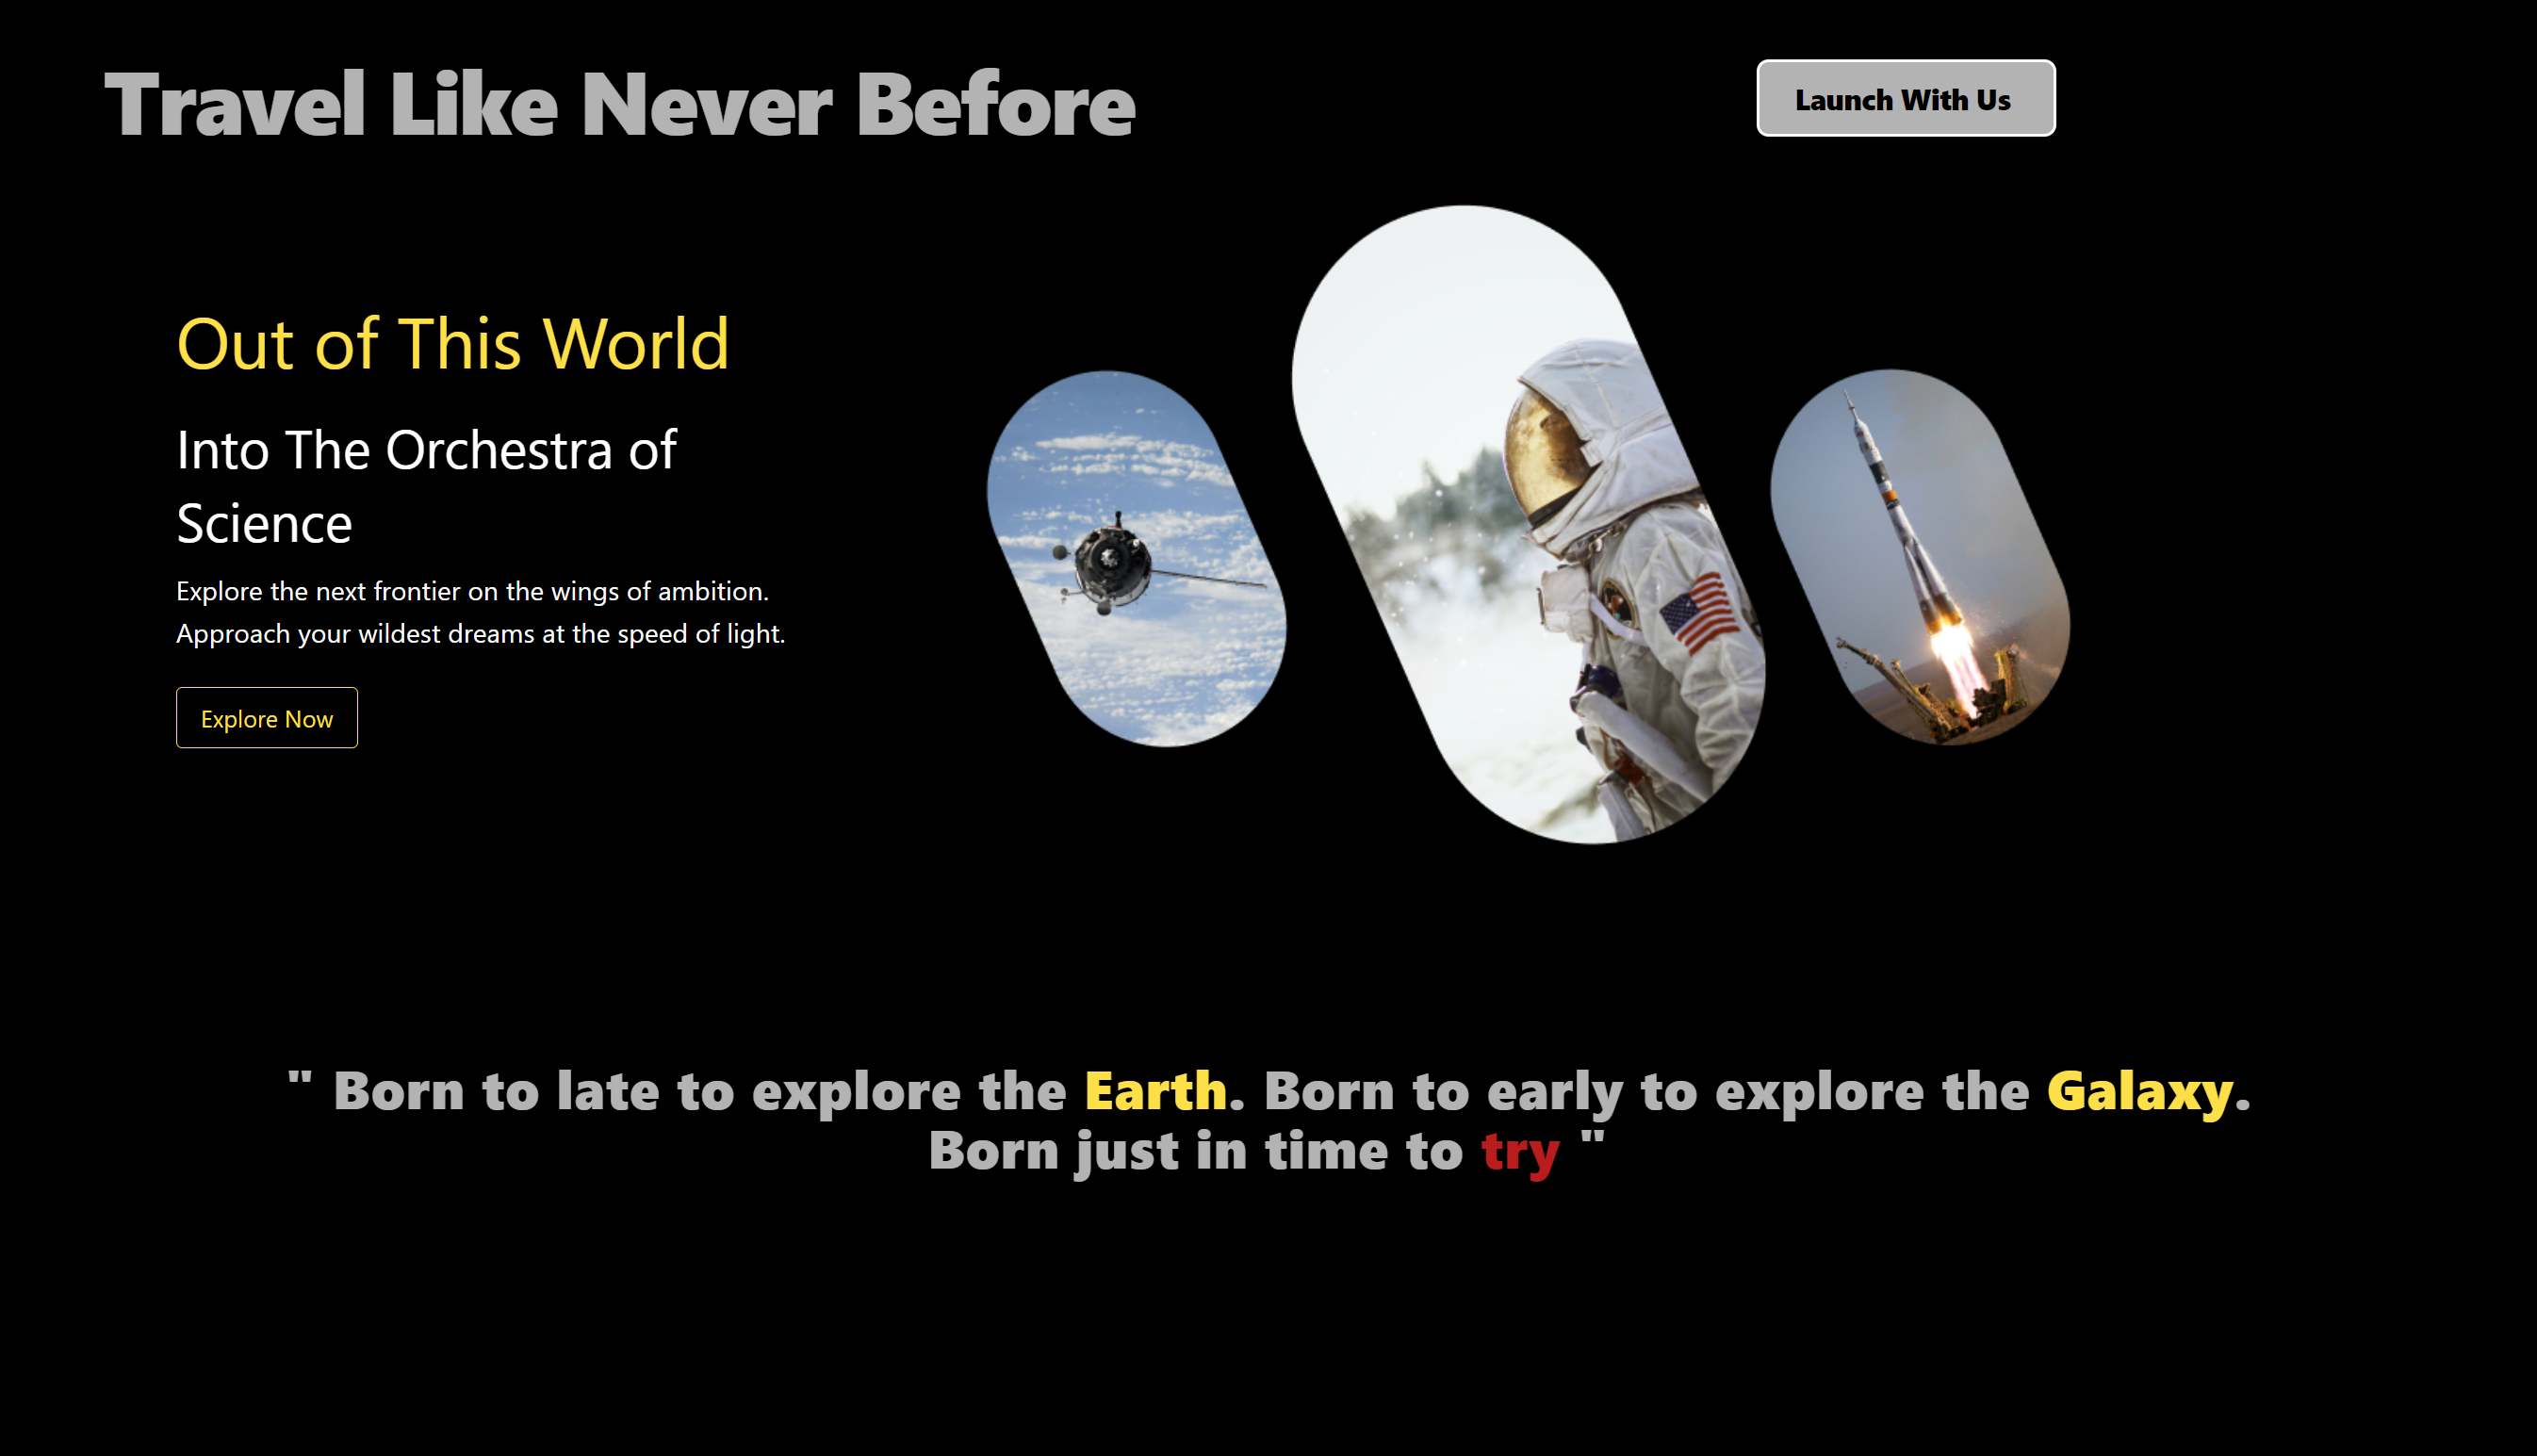 Travel Like Never Before
Launch With Us
Out of This World
Into The Orchestra of
Science
Explore the next frontier on the wings of ambition.
Approach your wildest dreams at the speed of light.
Explore Now
" Born to late to explore the Earth. Born to early to explore the Galaxy.
Born just in time to try "